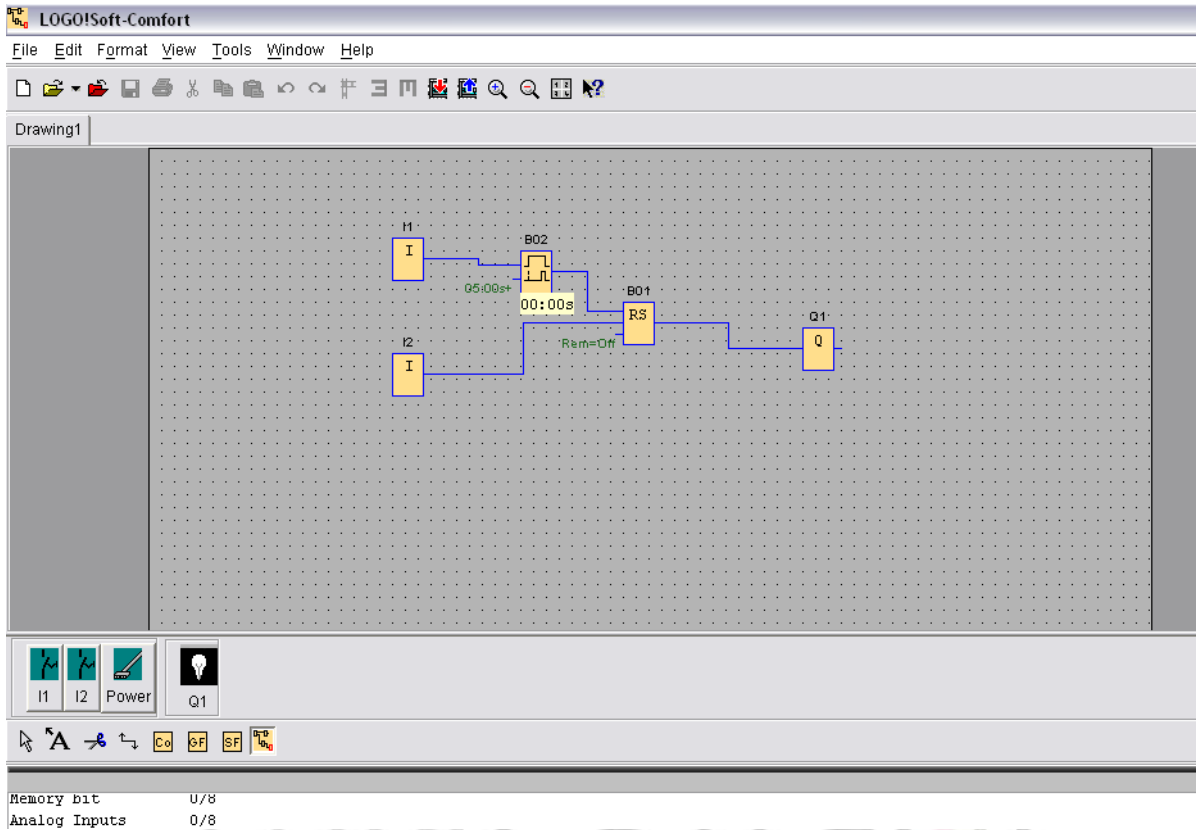 LOGO!Soft-Comfort
File Edit Format View Tools Window Help
Drawing1
I1
I
B02
05:00s+
00:00s
B01
RS
Rem=Off
Q1
Q
I2
I
I1 I2 Power Q1
A Co GF SF
Memory bit 0/8
Analog Inputs 0/8